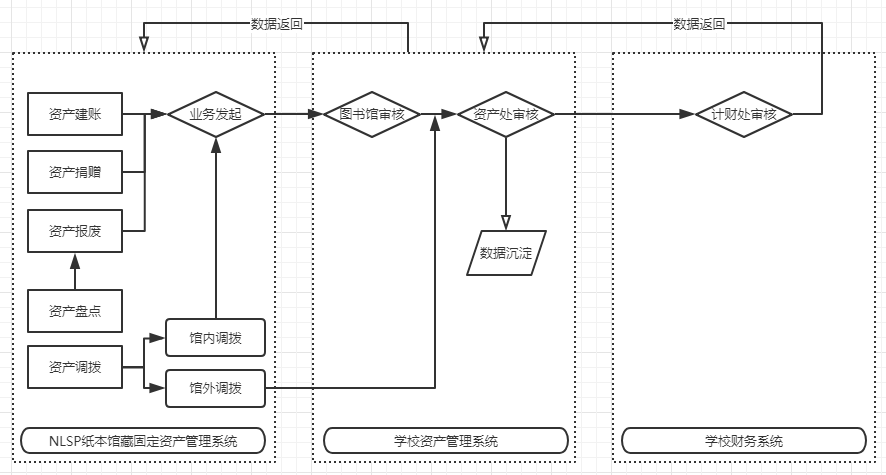 数据返回
数据返回
资产建账
业务发起
图书馆审核
资产处审核
计财处审核
资产捐赠
资产报废
数据沉淀
资产盘点
馆内调拨
资产调拨
馆外调拨
NLSP纸本馆藏固定资产管理系统
学校资产管理系统
学校财务系统